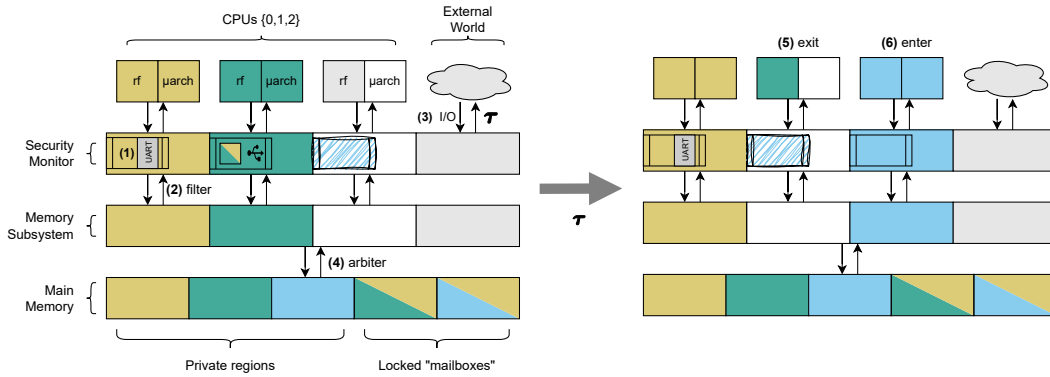 CPUs {0,1,2}
External
World
(5) exit
(6) enter
rf
μarch
rf
μarch
rf
μarch
(3) I/O
τ
Security
Monitor
(1)
UART
UART
(2) filter
Memory
Subsystem
τ
(4) arbiter
Main
Memory
Private regions
Locked "mailboxes"